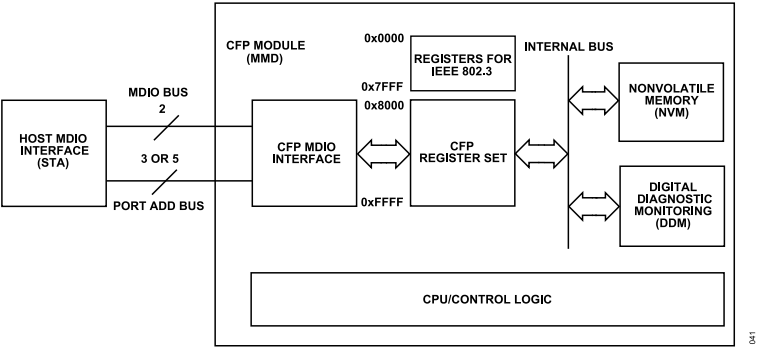 CFP MODULE
(MMD)
0x0000
REGISTERS FOR
IEEE 802.3
0x7FFF
INTERNAL BUS
NONVOLATILE
MEMORY
(NVM)
MDIO BUS
2
0x8000
HOST MDIO
INTERFACE
(STA)
3 OR 5
PORT ADD BUS
CFP MDIO
INTERFACE
CFP
REGISTER SET
0xFFFF
DIGITAL
DIAGNOSTIC
MONITORING
(DDM)
CPU/CONTROL LOGIC
041